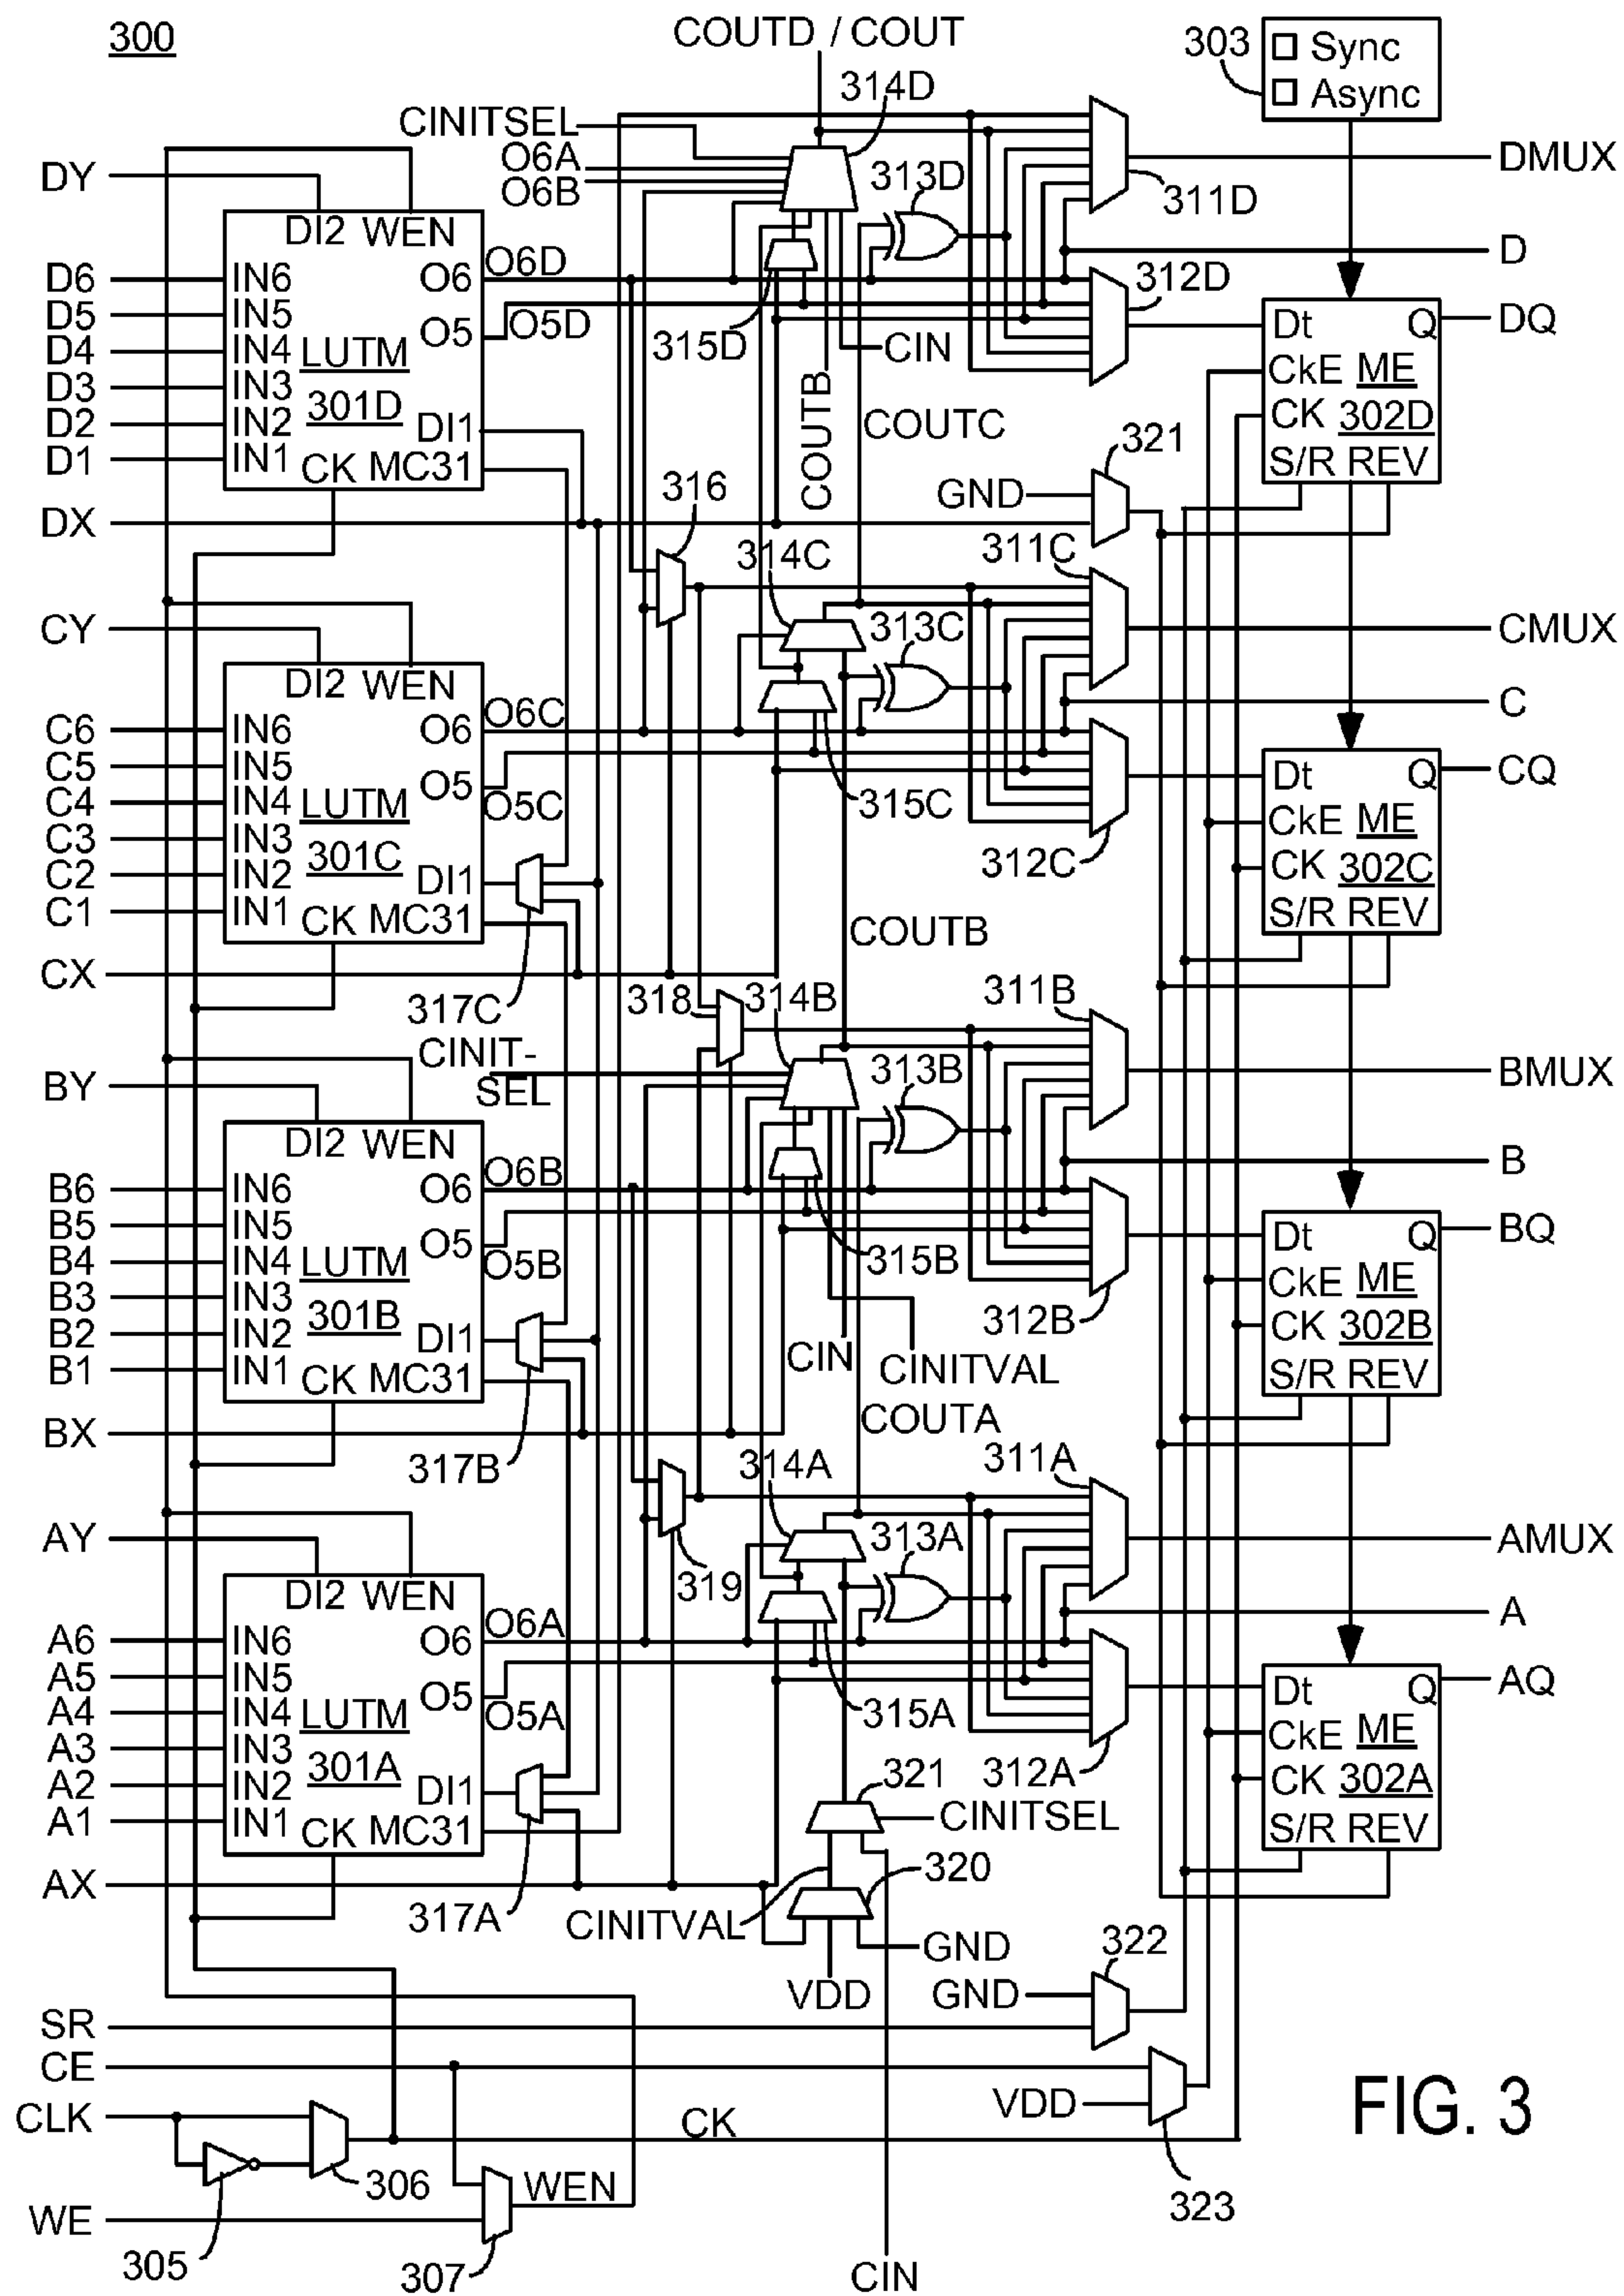 300
COUTD / COUT
303
Sync
Async
314D
CINITSEL
O6A
O6B
313D
311D
DMUX
DY
DI2 WEN
D6
D5
D4
D3
D2
D1
IN6
IN5
IN4
IN3
IN2
IN1
LUTM
301D
O6
O5
DI1
CK MC31
O6D
O5D
315D
CIN
COUTB
COUTC
312D
D
Dt
Q
CkE ME
CK 302D
S/R REV
DQ
DX
316
GND
321
314C
311C
CMUX
CY
DI2 WEN
C6
C5
C4
C3
C2
C1
IN6
IN5
IN4
IN3
IN2
IN1
LUTM
301C
O6
O5
DI1
CK MC31
O6C
O5C
313C
315C
312C
C
Dt
Q
CkE ME
CK 302C
S/R REV
CQ
COUTB
CX
317C
318
314B
311B
CINIT-
SEL
313B
BMUX
BY
DI2 WEN
B6
B5
B4
B3
B2
B1
IN6
IN5
IN4
IN3
IN2
IN1
LUTM
301B
O6
O5
DI1
CK MC31
O6B
O5B
315B
312B
CIN
CINITVAL
COUTA
B
Dt
Q
CkE ME
CK 302B
S/R REV
BQ
BX
317B
314A
311A
319
313A
AMUX
AY
DI2 WEN
A6
A5
A4
A3
A2
A1
IN6
IN5
IN4
IN3
IN2
IN1
LUTM
301A
O6
O5
DI1
CK MC31
O6A
O5A
315A
312A
A
Dt
Q
CkE ME
CK 302A
S/R REV
AQ
321
CINITSEL
320
AX
317A
CINITVAL
GND
VDD
322
GND
SR
CE
VDD
323
CLK
305
306
CK
WE
WEN
307
CIN
FIG. 3